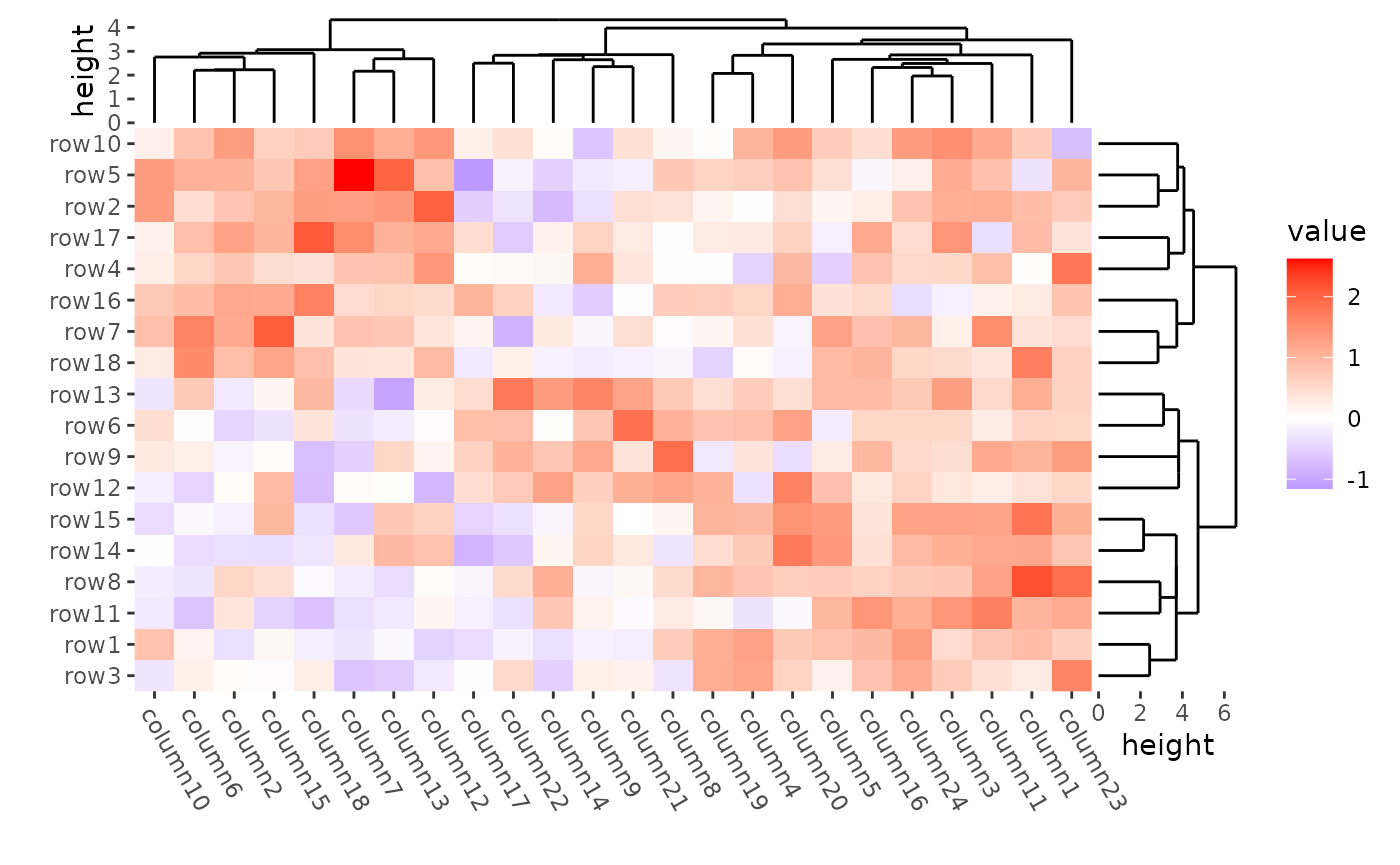 height
4
3
2
1
0
row10
row5
row2
row17
row4
row16
row7
row18
row13
row6
row9
row12
row15
row14
row8
row11
row1
row3
column10
column6
column2
column15
column18
column7
column13
column12
column17
column22
column14
column9
column21
column8
column19
column4
column20
column5
column16
column24
column3
column11
column1
column23
0 2 4 6
height
value
2
1
0
-1